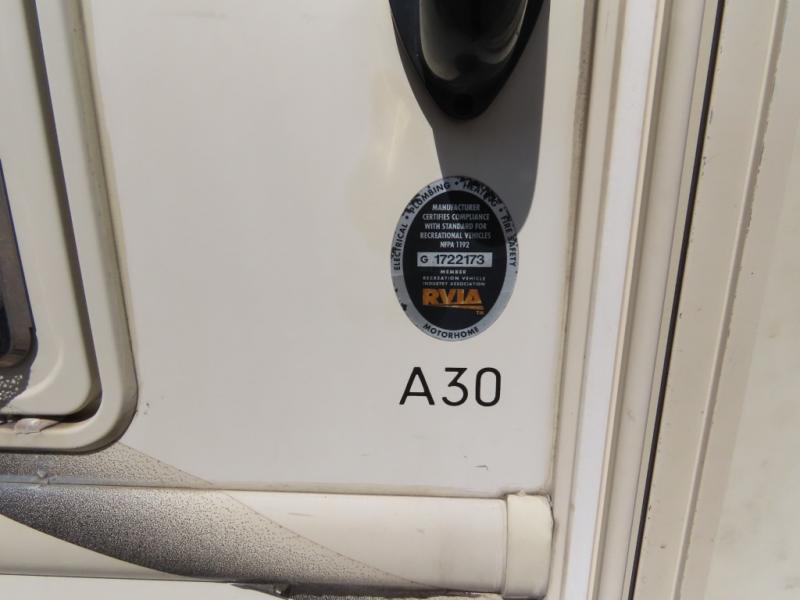 ELECTRICAL • PLUMBING • HEATING • FIRE SAFETY
MANUFACTURER
CERTIFIES COMPLIANCE
WITH STANDARD FOR
RECREATIONAL VEHICLES
NFPA 1192
G 1722173
MEMBER
RECREATION VEHICLE
INDUSTRY ASSOCIATION
RVIA
TM
MOTORHOME
A30